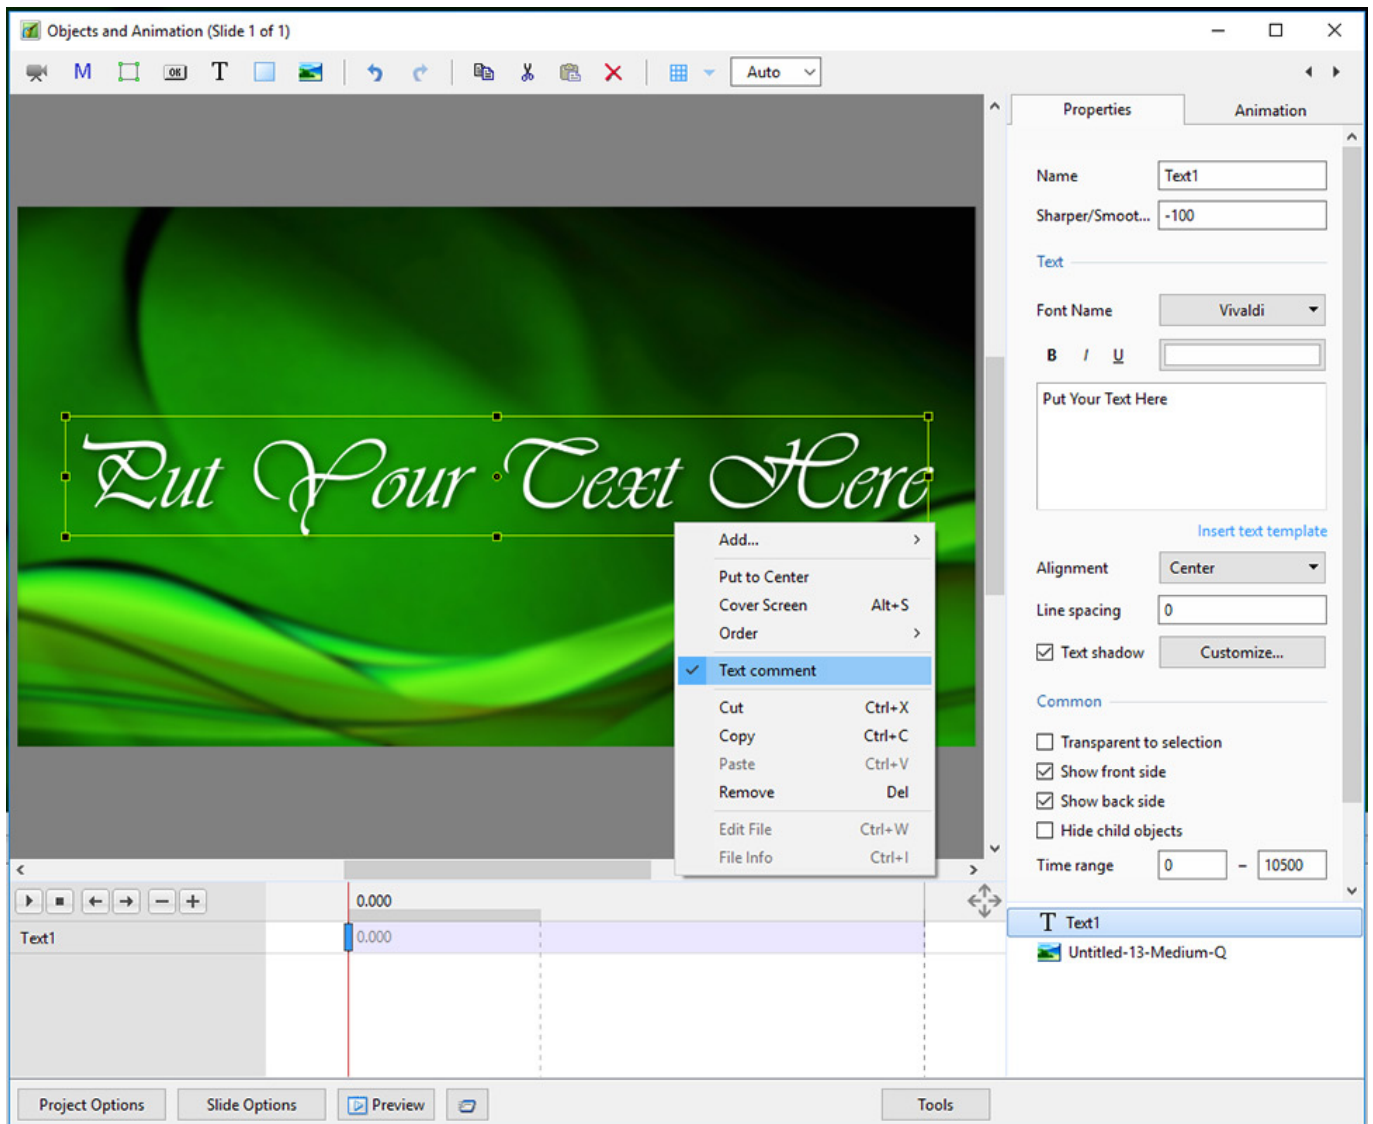 Objects and Animation (Slide 1 of 1)
M OK T Auto
Properties Animation
Name Text1
Sharper/Smoot... -100
Text
Font Name Vivaldi
B I U
Put Your Text Here
Insert text template
Alignment Center
Line spacing 0
Text shadow Customize...
Common
Transparent to selection
Show front side
Show back side
Hide child objects
Time range 0 - 10500
Put Your Text Here
Add...
Put to Center
Cover Screen Alt+S
Order
Text comment
Cut Ctrl+X
Copy Ctrl+C
Paste Ctrl+V
Remove Del
Edit File Ctrl+W
File Info Ctrl+I
0.000
Text1 0.000
T Text1
Untitled-13-Medium-Q
Project Options Slide Options Preview Tools